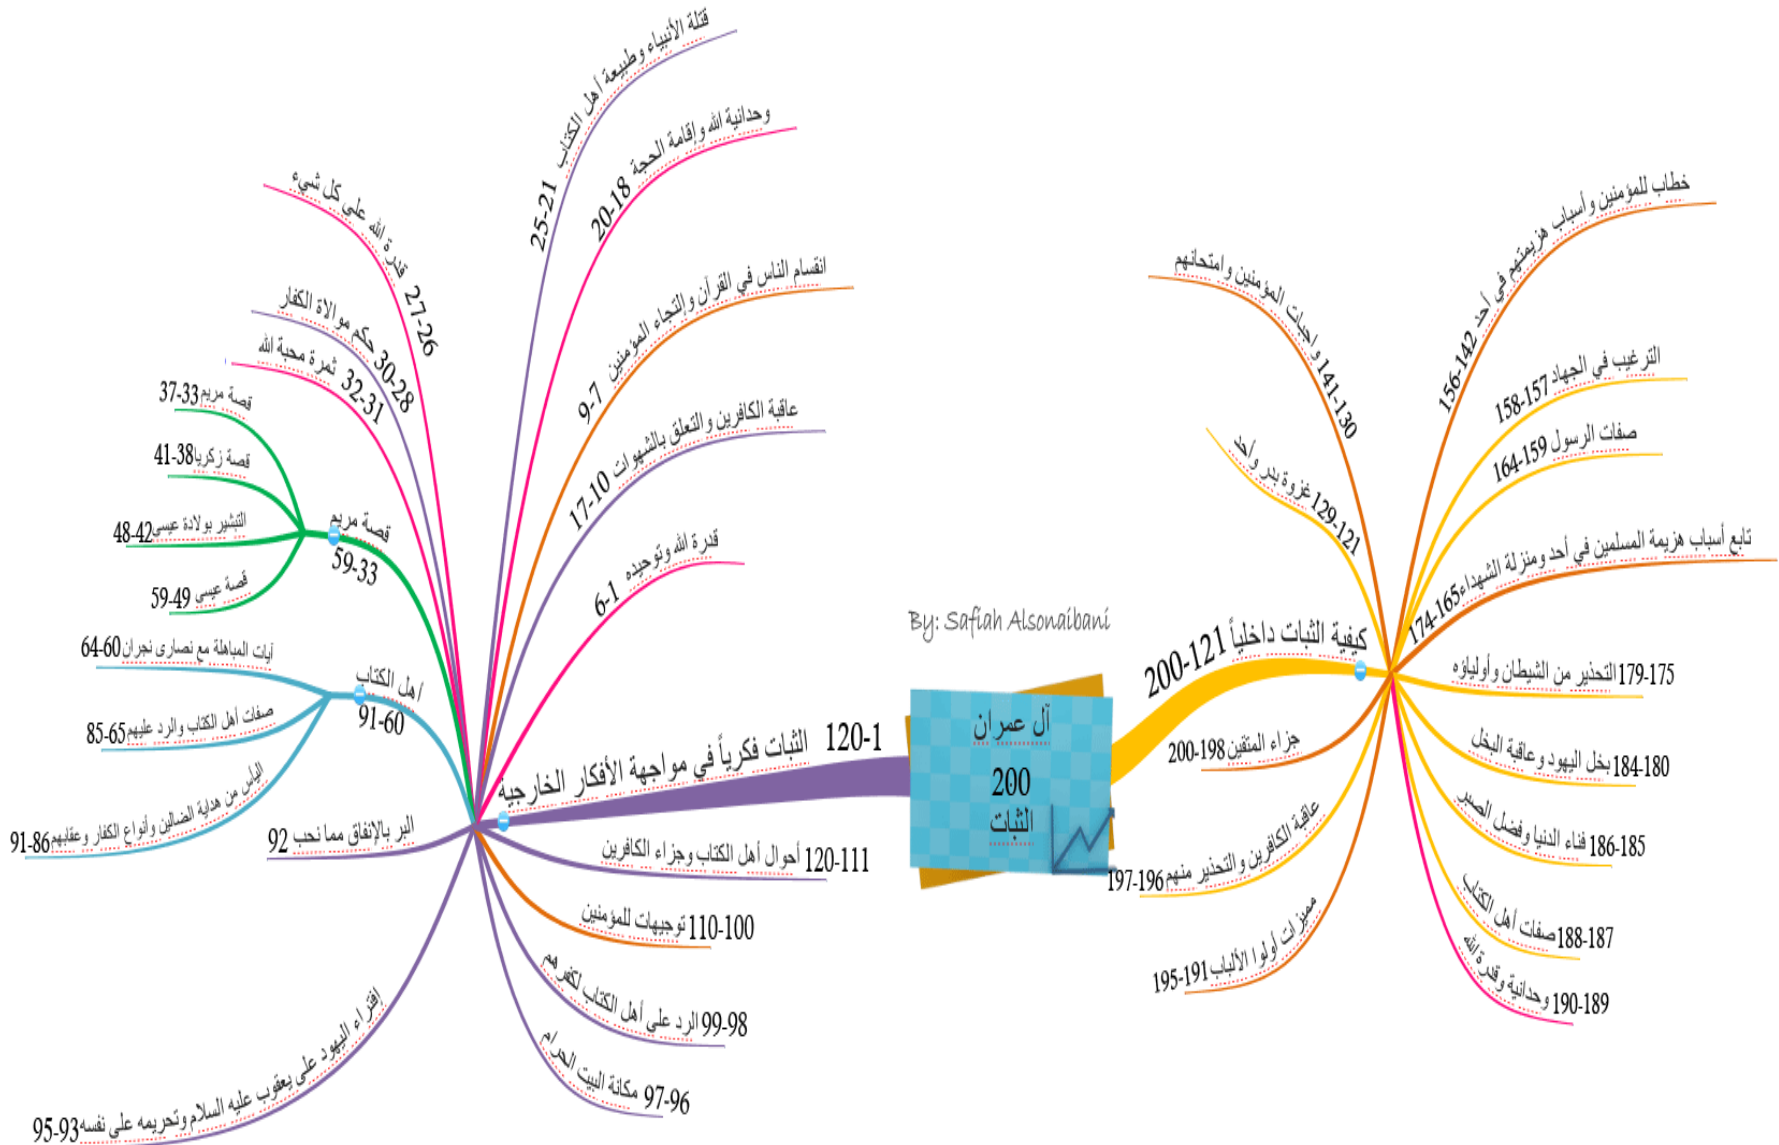 آل عمران
200
الثبات
By: Safiah Alsonaibani
كيفية الثبات داخلياً 121-200
غزوة بدر وأحد 121-129
واجبات المؤمنين وامتحانهم 130-141
خطاب للمؤمنين وأسباب هزيمتهم في أحد 142-156
الترغيب في الجهاد 157-158
صفات الرسول 159-164
تابع أسباب هزيمة المسلمين في أحد ومنزلة الشهداء 165-174
التحذير من الشيطان وأولياؤه 175-179
بخل اليهود وعاقبة البخل 180-184
فناء الدنيا وفضل الصبر 185-186
صفات أهل الكتاب 187-188
وحدانية وقدرة الله 189-190
مميزات أولوا الألباب 191-195
عاقبة الكافرين والتحذير منهم 196-197
جزاء المتقين 198-200
الثبات فكرياً في مواجهة الأفكار الخارجية 1-120
قدرة الله وتوحيده 1-6
انقسام الناس في القرآن وإلتجاء المؤمنين 7-9
عاقبة الكافرين والتعلق بالشهوات 10-17
وحدانية الله وإقامة الحجة 18-20
قتلة الأنبياء وطبيعة أهل الكتاب 21-25
قدرة الله على كل شيء 26-27
حكم موالاة الكفار 28-30
ثمرة محبة الله 31-32
قصة مريم
33-59
قصة مريم 33-37
قصة زكريا 38-41
التبشير بولادة عيسى 42-48
قصة عيسى 49-59
أهل الكتاب
60-91
آيات المباهلة مع نصارى نجران 60-64
صفات أهل الكتاب والرد عليهم 65-85
اليأس من هداية الضالين وأنواع الكفار وعقابهم 86-91
البر بالإنفاق مما نحب 92
إفتراء اليهود على يعقوب عليه السلام وتحريمه على نفسه 93-95
مكانة البيت الحرام 96-97
الرد على أهل الكتاب لكفرهم 98-99
توجيهات للمؤمنين 100-110
أحوال أهل الكتاب وجزاء الكافرين 111-120